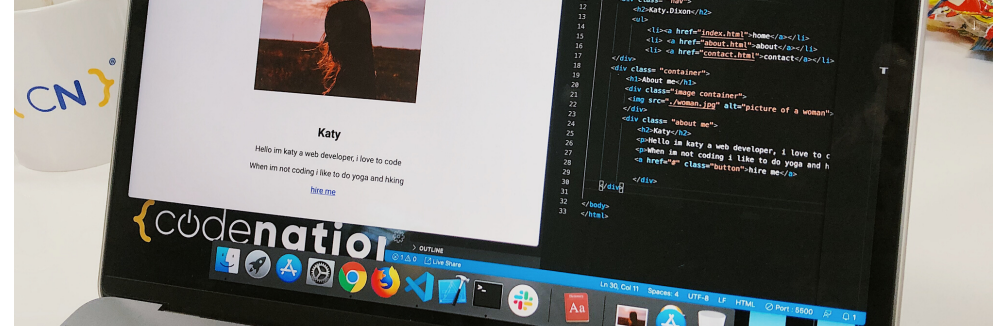 {CN}®
Katy
Hello im katy a web developer, i love to code
When im not coding i like to do yoga and hking
hire me
{codenation
12 <h2>Katy.Dixon</h2>
13 <ul>
14 <li><a href="index.html">home</a></li>
15 <li> <a href="about.html">about</a></li>
16 <li> <a href="contact.html">contact</a></li>
17 </div>
18 <div class= "container">
19 <h1>About me</h1>
20 <div class="image container">
21 <img src="./woman.jpg" alt="picture of a woman">
22 </div>
23 <div class= "about me">
24 <h2>Katy</h2>
25 <p>Hello im katy a web developer, i love to c
26 <p>When im not coding i like to do yoga and h
27 <a href="#" class="button">hire me</a>
28
29 </div>
30 </div>
31
32 </body>
33 </html>
T
> OUTLINE
1 0 Live Share
Ln 30, Col 11 Spaces: 4 UTF-8 LF HTML Port : 5500 1
>_
Aa